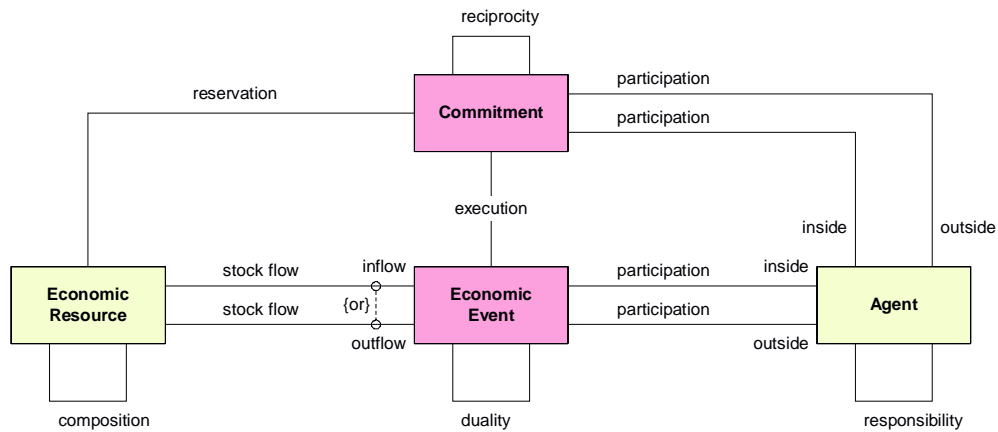 reciprocity
participation
reservation
Commitment
participation
execution
inside
outside
stock flow
inflow
participation
inside
Economic
Resource
{or}
Economic
Event
Agent
stock flow
participation
outflow
outside
composition
duality
responsibility